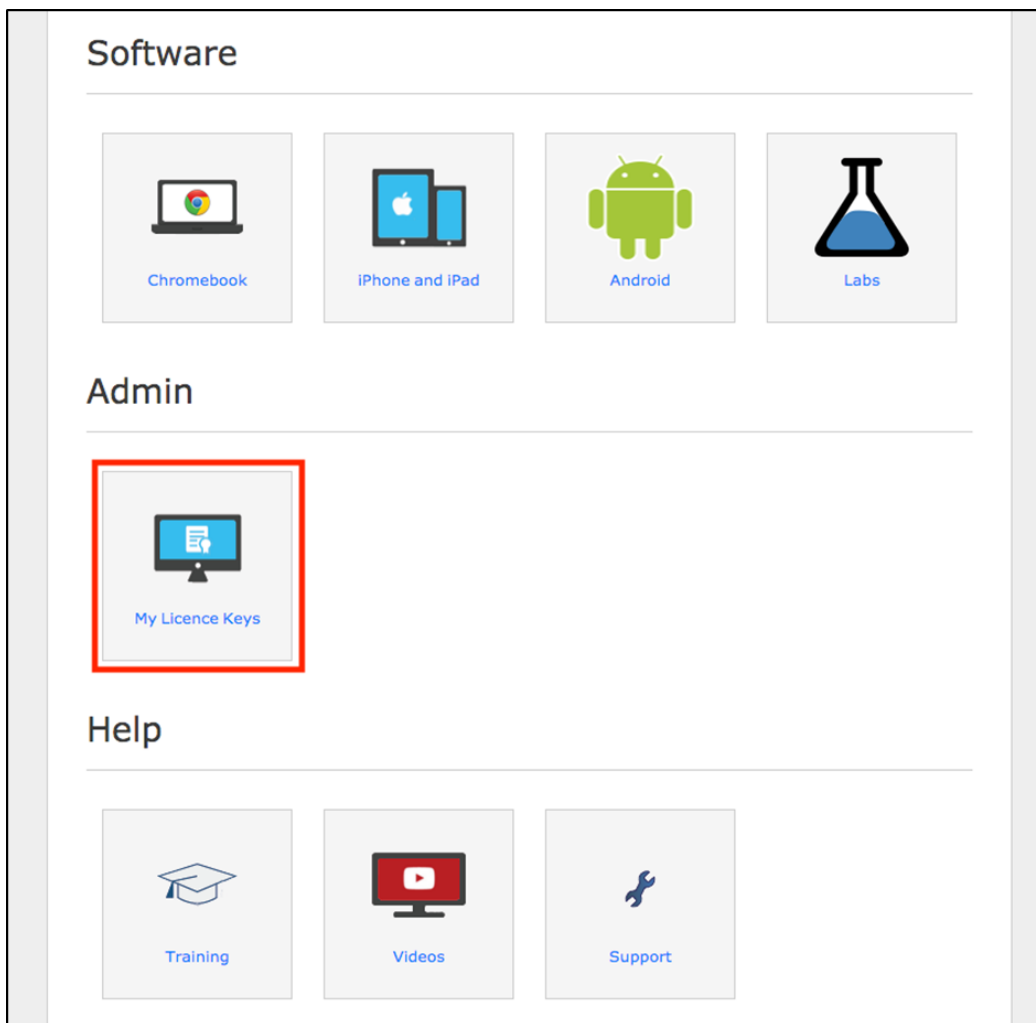 Software
Chromebook
iPhone and iPad
Android
Labs
Admin
My Licence Keys
Help
Training
Videos
Support